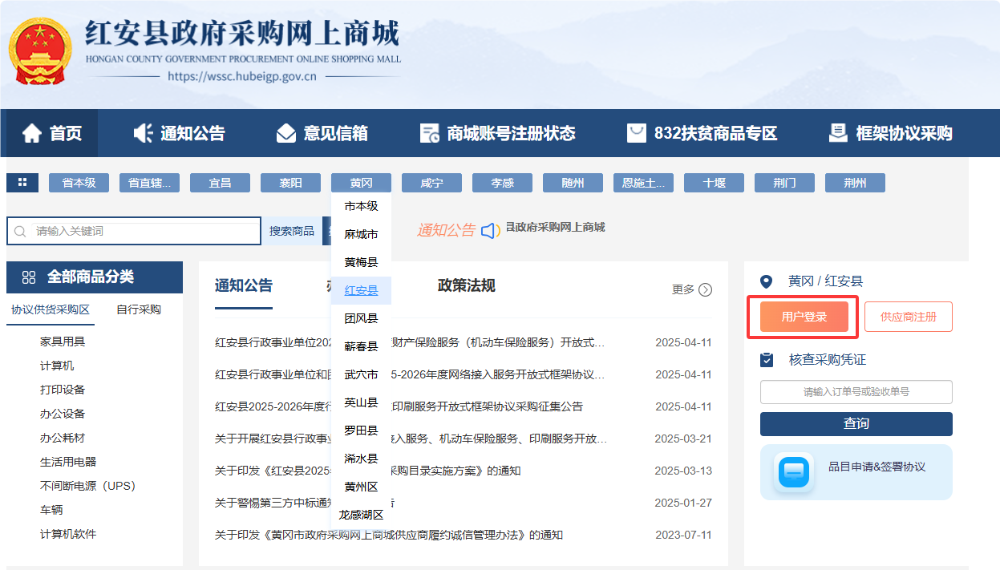 红安县政府采购网上商城
HONGAN COUNTY GOVERNMENT PROCUREMENT ONLINE SHOPPING MALL
https://wssc.hubeigp.gov.cn
首页 通知公告 意见信箱 商城账号注册状态 832扶贫商品专区 框架协议采购
省本级 省直辖... 宜昌 襄阳 黄冈 咸宁 孝感 随州 恩施土... 十堰 荆门 荆州
市本级
麻城市
黄梅县
红安县
团风县
蕲春县
武穴市
英山县
罗田县
浠水县
黄州区
龙感湖区
请输入关键词 搜索商品
通知公告 县政府采购网上商城
全部商品分类
协议供货采购区 自行采购
家具用具
计算机
打印设备
办公设备
办公耗材
生活用电器
不间断电源（UPS）
车辆
计算机软件
通知公告 政策法规 更多
红安县行政事业单位202 财产保险服务（机动车保险服务）开放式... 2025-04-11
红安县行政事业单位和 5-2026年度网络接入服务开放式框架协议... 2025-04-11
红安县2025-2026年度行 印刷服务开放式框架协议采购征集公告 2025-04-11
关于开展红安县行政事业 接入服务、机动车保险服务、印刷服务开放... 2025-03-21
关于印发《红安县2025 采购目录实施方案》的通知 2025-03-13
关于警惕第三方中标通知 告 2025-01-27
关于印发《黄冈市政府采购网上商城供应商履约诚信管理办法》的通知 2023-07-11
黄冈 / 红安县
用户登录 供应商注册
核查采购凭证
请输入订单号或验收单号
查询
品目申请&签署协议